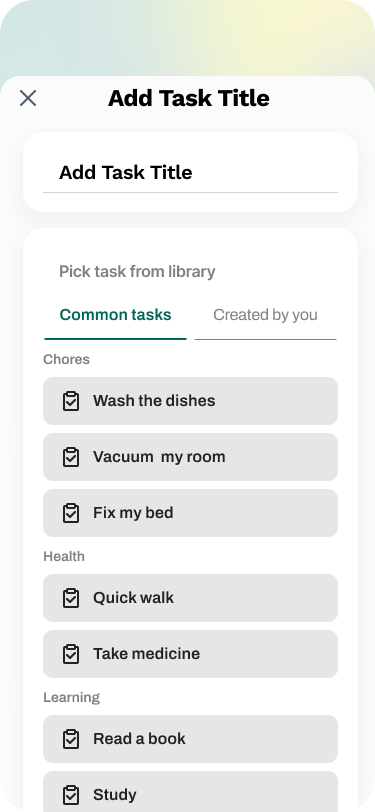 Add Task Title
Add Task Title
Pick task from library
Common tasks
Created by you
Chores
Wash the dishes
Vacuum  my room
Fix my bed
Health
Quick walk
Take medicine
Learning
Read a book
Study